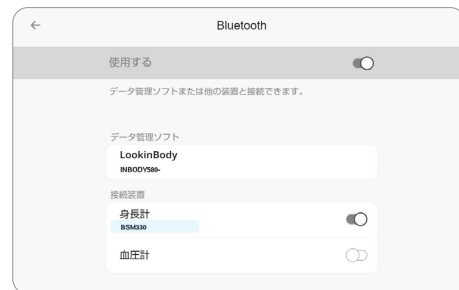 Bluetooth
使用する
データ管理ソフトまたは他の装置と接続できます。
データ管理ソフト
LookinBody
INBODY580-
接続装置
身長計
BSM330
血圧計